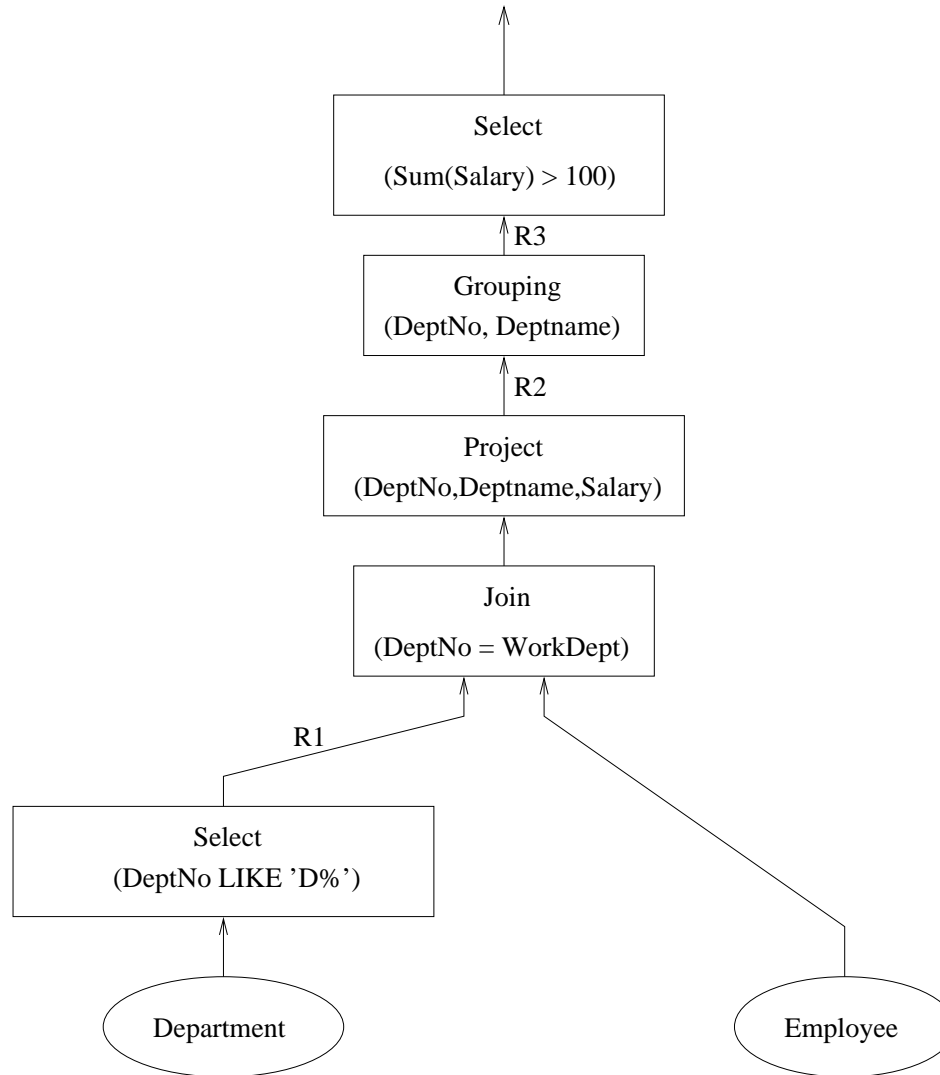 Select
(Sum(Salary) > 100)
R3
Grouping
(DeptNo, Deptname)
R2
Project
(DeptNo,Deptname,Salary)
Join
(DeptNo = WorkDept)
R1
Select
(DeptNo LIKE ’D%’)
Department
Employee